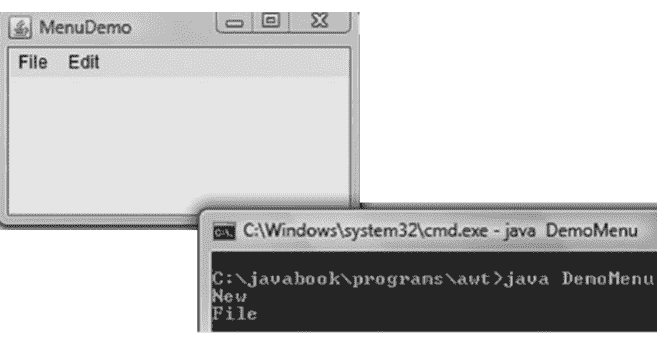 MenuDemo
File Edit
C:\Windows\system32\cmd.exe - java DemoMenu
C:\javabook\programs\awt>java DemoMenu
New
File